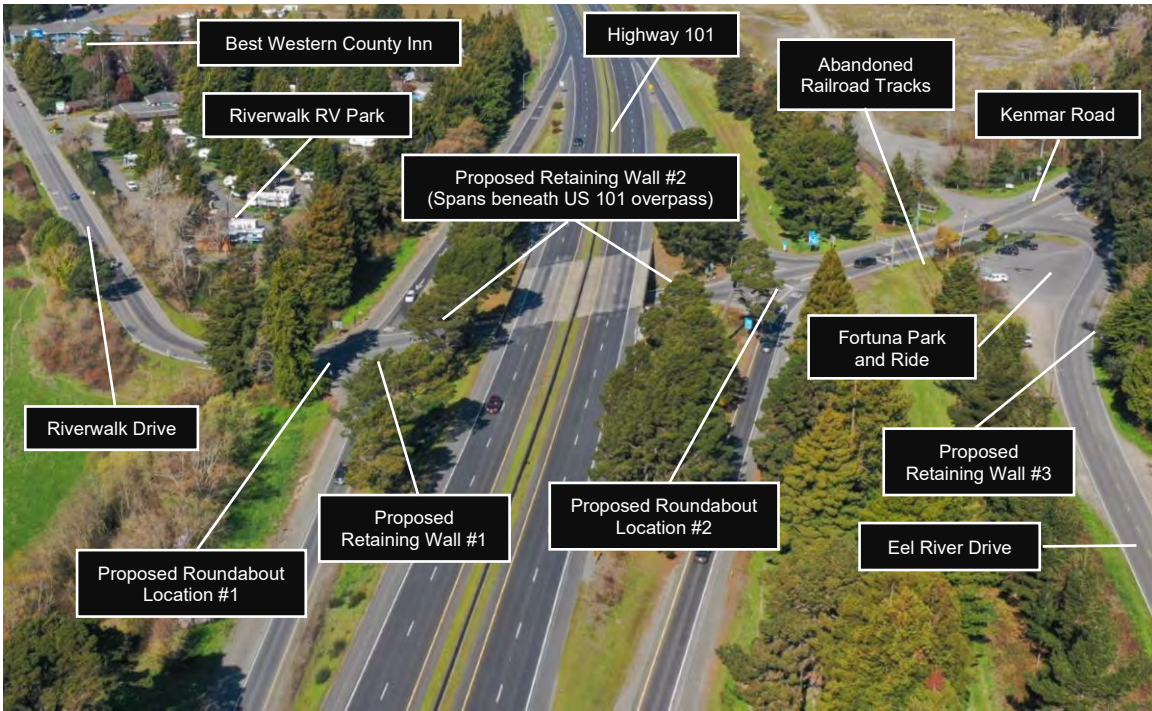 Best Western County Inn
Highway 101
Abandoned
Railroad Tracks
Kenmar Road
Riverwalk RV Park
Proposed Retaining Wall #2
(Spans beneath US 101 overpass)
Fortuna Park
and Ride
Riverwalk Drive
Proposed
Retaining Wall #3
Proposed
Retaining Wall #1
Proposed Roundabout
Location #2
Eel River Drive
Proposed Roundabout
Location #1